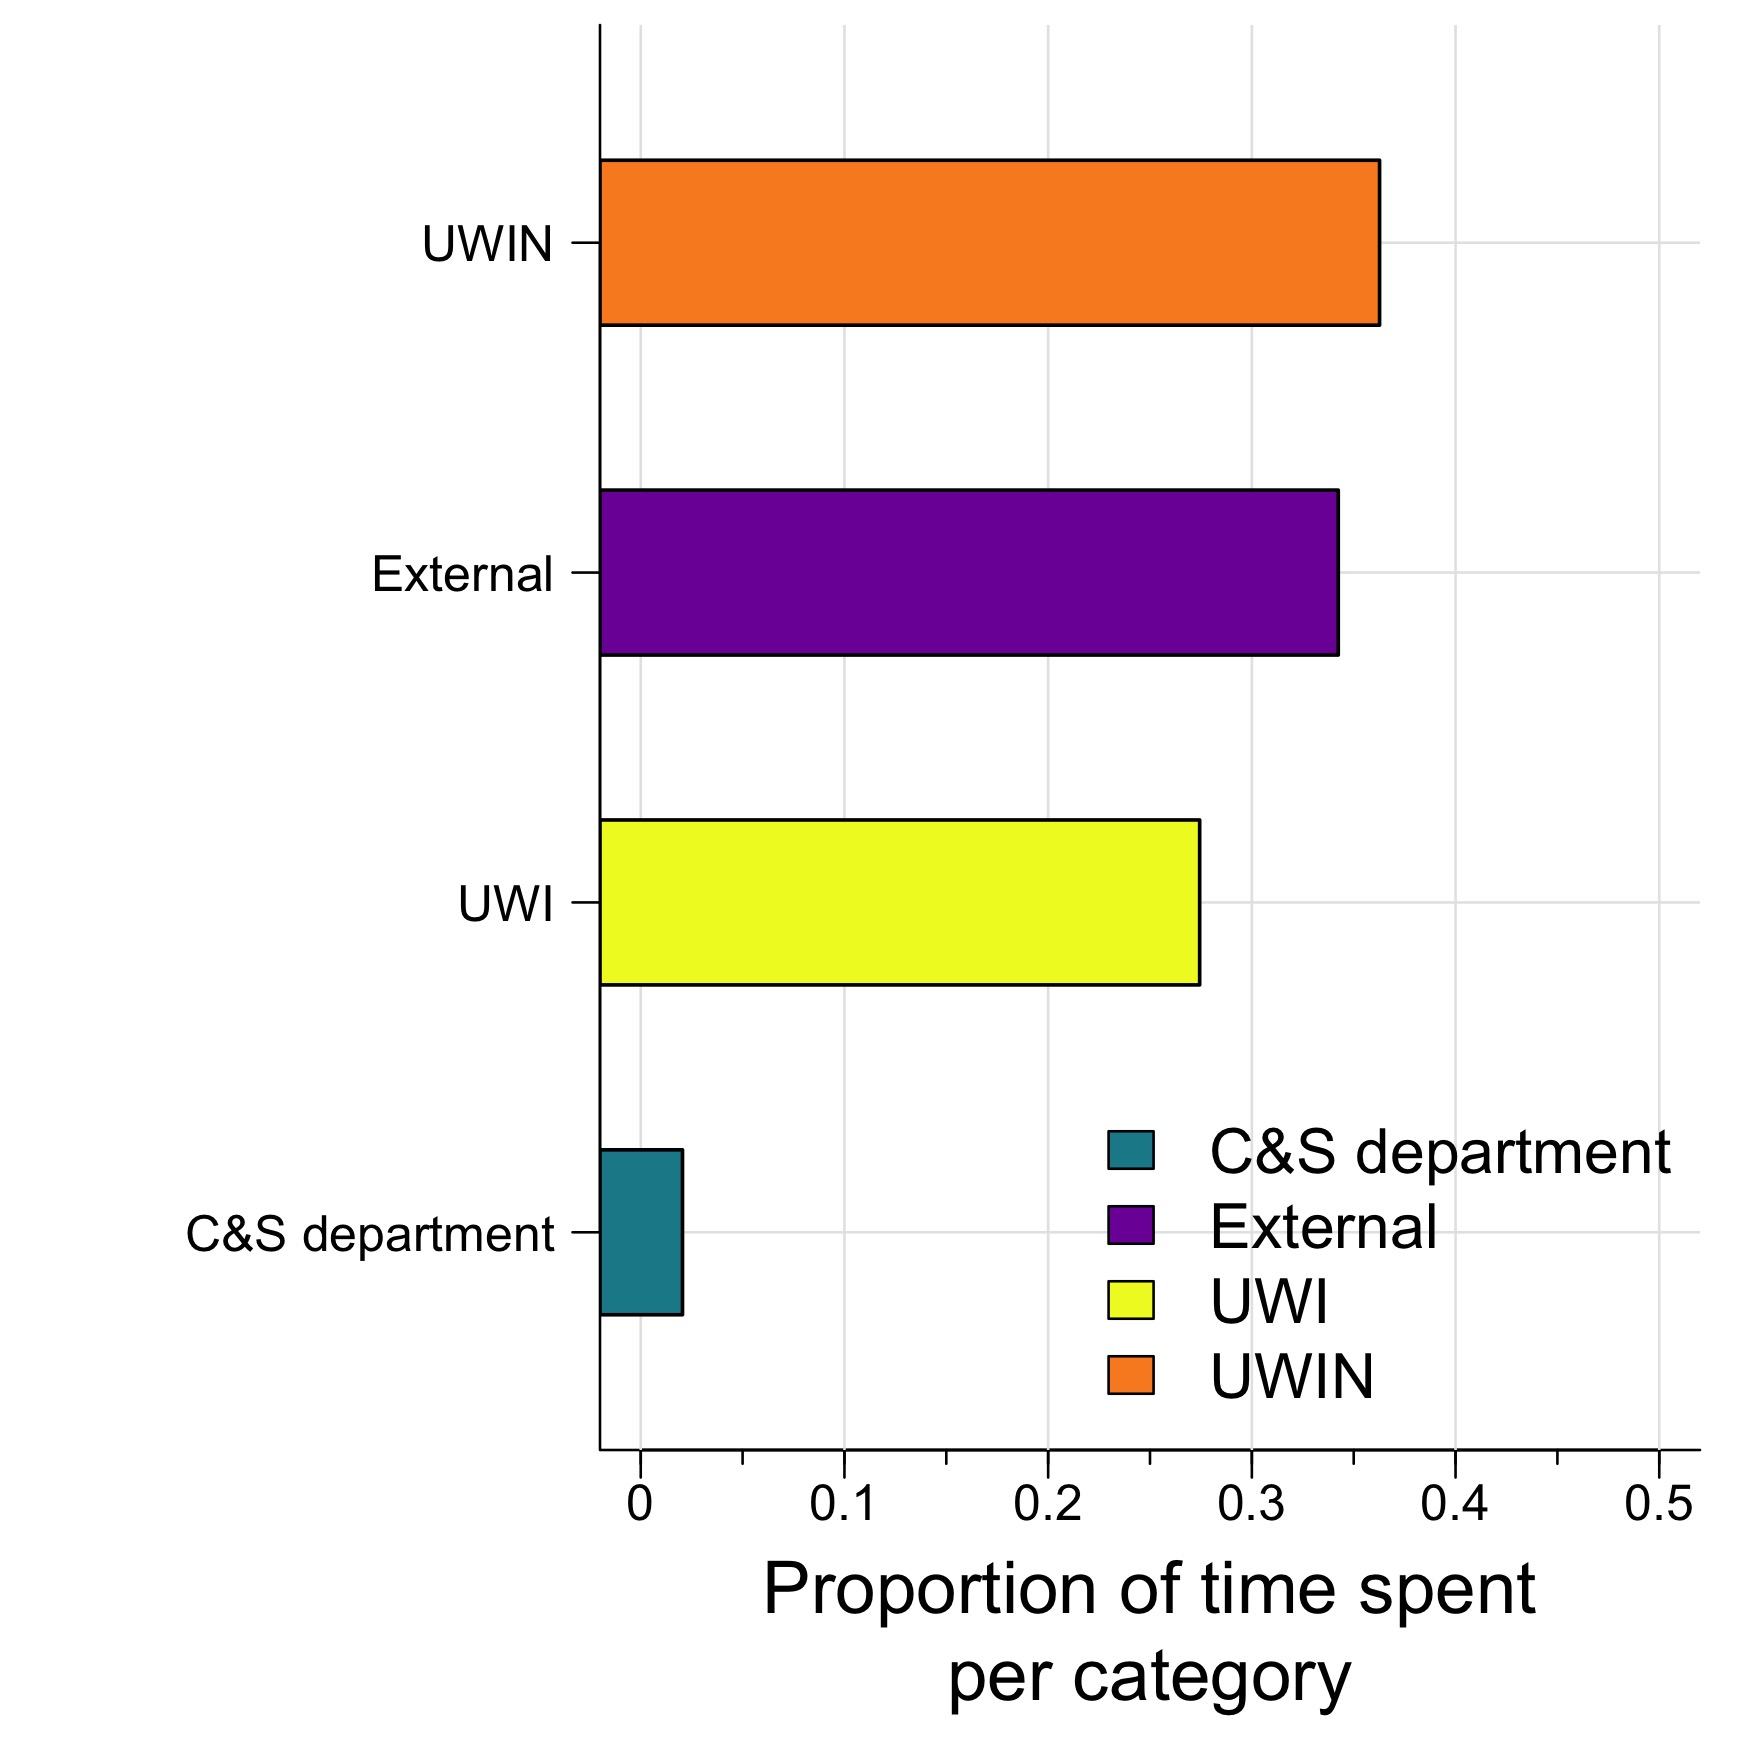 UWIN
External
UWI
C&S department
C&S department
External
UWI
UWIN
0 0.1 0.2 0.3 0.4 0.5
Proportion of time spent
per category